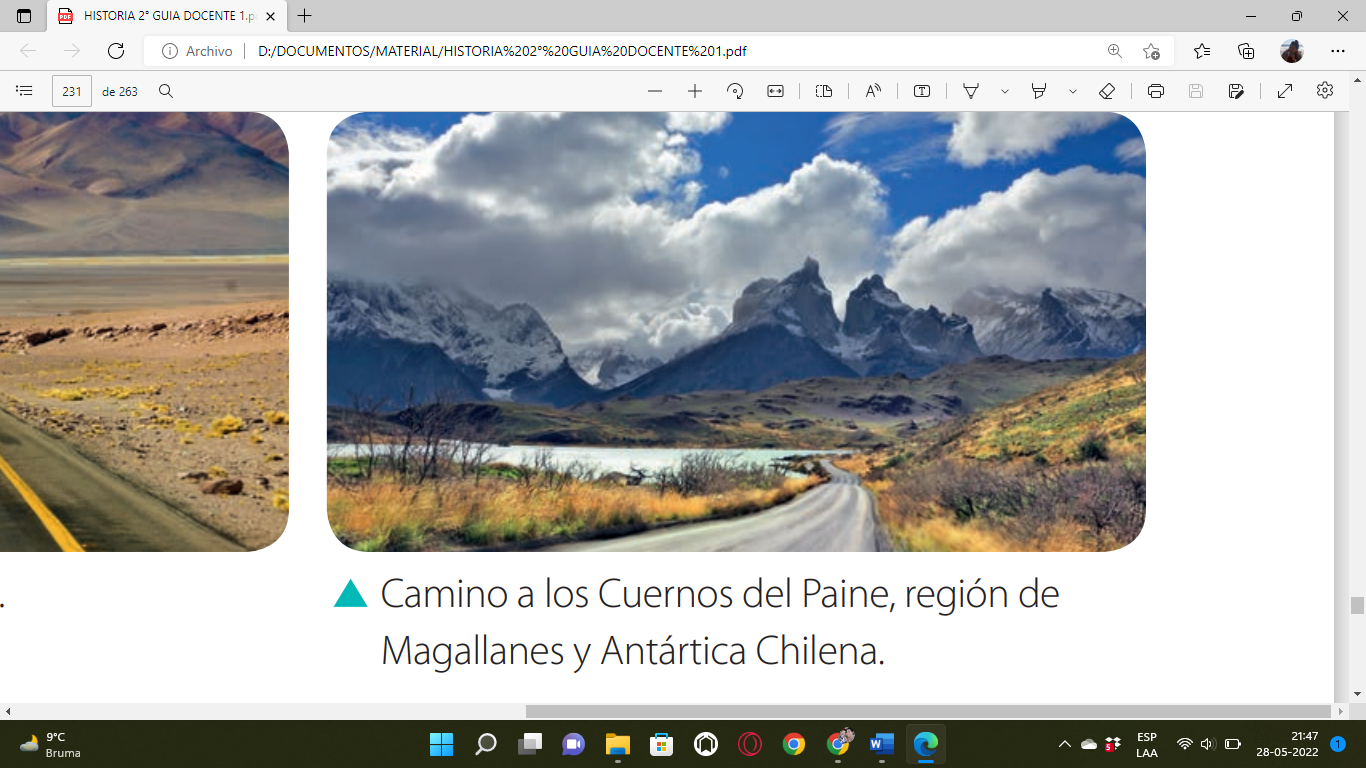 HISTORIA 2° GUIA DOCENTE 1.p
Archivo
D:/DOCUMENTOS/MATERIAL/HISTORIA%202°%20GUIA%20DOCENTE%201.pdf
231 de 263
.
Camino a los Cuernos del Paine, región de
Magallanes y Antártica Chilena.
9°C
Bruma
5
ESP
LAA
21:47
28-05-2022
1